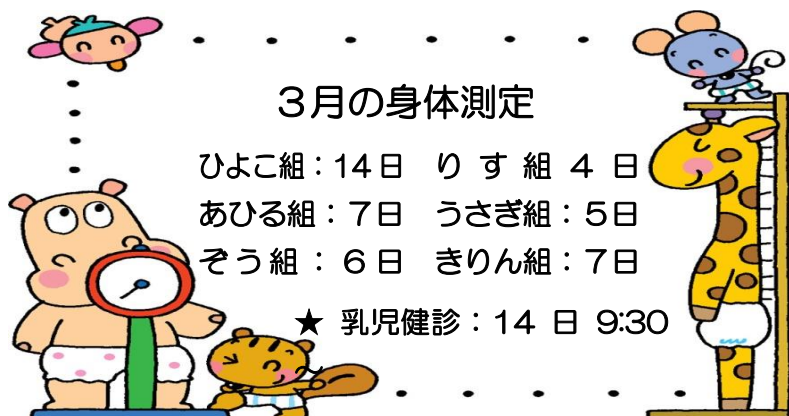 ３月の身体測定
ひよこ組：14日　りす組 4 日
あひる組：７日　うさぎ組：５日
ぞう組：６日　きりん組：７日
★ 乳児健診：14 日 9:30